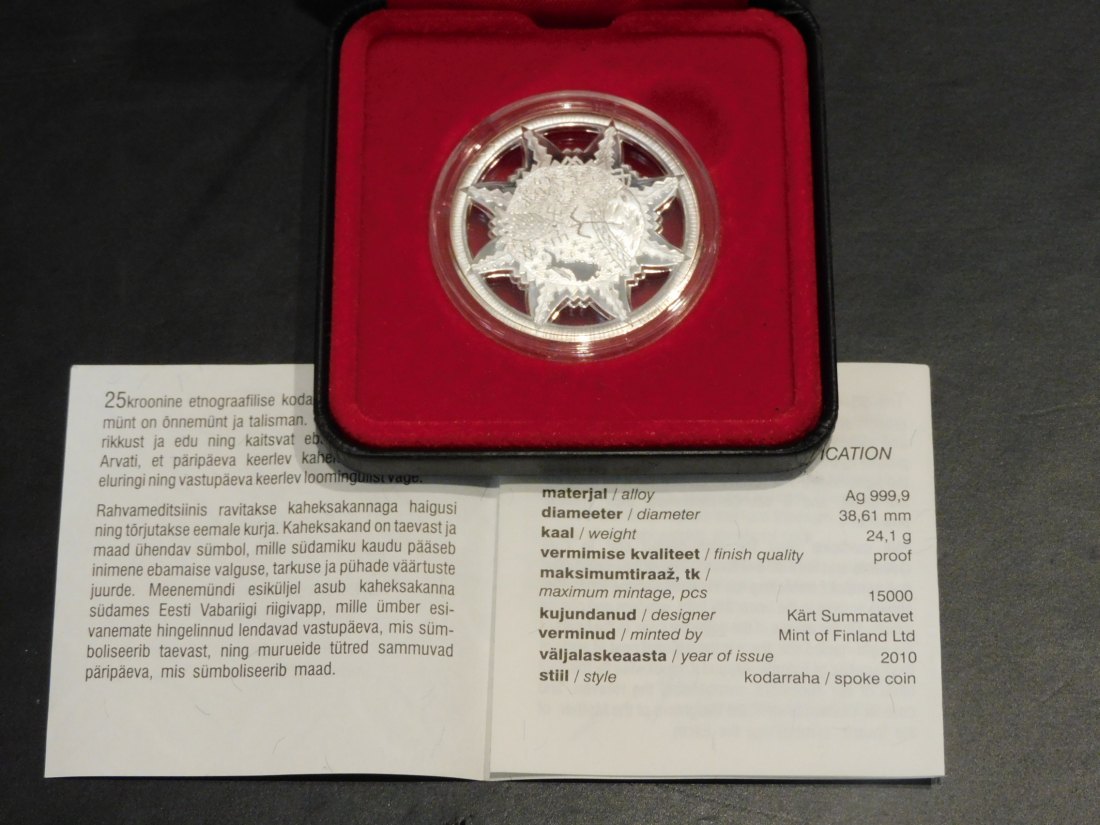 25kroonine etnograafilise
münt on õnnemünt ja talisman.
rikkust ja edu ning kaitsvat
Arvati, et päripäeva keerlev
eluringi ning vastupäeva keerlev loomingulist väge.
Rahvameditsiinis ravitakse kaheksakannaga haigusi
ning tõrjutakse eemale kurja. Kaheksakand on taevast ja
maad ühendav sümbol, mille südamiku kaudu pääseb
inimene ebamaise valguse, tarkuse ja pühade väärtuste
juurde. Meenemündi esiküljel asub kaheksakanna
südames Eesti Vabariigi riigivapp, mille ümber esi-
vanemate hingelinnud lendavad vastupäeva, mis süm-
boliseerib taevast, ning murueide tütred sammuvad
päripäeva, mis sümboliseerib maad.
materjal / alloy Ag 999,9
diameeter / diameter 38,61 mm
kaal / weight 24,1 g
vermimise kvaliteet / finish quality proof
maksimumtiraaž, tk /
maximum mintage, pcs 15000
kujundanud / designer Kärt Summatavet
verminud / minted by Mint of Finland Ltd
väljalaskeaasta / year of issue 2010
stiil / style kodarraha / spoke coin